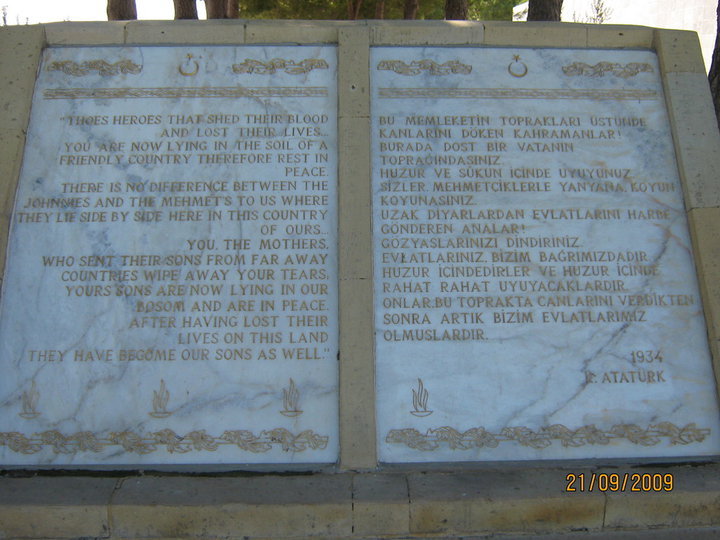 "THOES HEROES THAT SHED THEIR BLOOD
AND LOST THEIR LIVES...
YOU ARE NOW LYING IN THE SOIL OF A
FRIENDLY COUNTRY THEREFORE REST IN
PEACE.
THERE IS NO DIFFERENCE BETWEEN THE
JOHNNIES AND THE MEHMETS TO US WHERE
THEY LIE SIDE BY SIDE HERE IN THIS COUNTRY
OF OURS...
YOU, THE MOTHERS,
WHO SENT THEIR SONS FROM FAR AWAY
COUNTRIES WIPE AWAY YOUR TEARS,
YOURS SONS ARE NOW LYING IN OUR
BOSOM AND ARE IN PEACE.
AFTER HAVING LOST THEIR
LIVES ON THIS LAND
THEY HAVE BECOME OUR SONS AS WELL."
BU MEMLEKETİN TOPRAKLARI ÜSTÜNDE
KANLARINI DÖKEN KAHRAMANLAR!
BURADA DOST BİR VATANIN
TOPRAĞINDASINIZ.
HUZUR VE SÜKUN İÇİNDE UYUYUNUZ.
SİZLER, MEHMETÇİKLERLE YANYANA, KOYUN
KOYUNASINIZ.
UZAK DİYARLARDAN EVLATLARINI HARBE
GÖNDEREN ANALAR!
GÖZYAŞLARINIZI DİNDİRİNİZ.
EVLATLARINIZ, BİZİM BAĞRIMIZDADIR.
HUZUR İÇİNDEDİRLER VE HUZUR İÇİNDE
RAHAT RAHAT UYUYACAKLARDIR.
ONLAR, BU TOPRAKTA CANLARINI VERDİKTEN
SONRA ARTIK BİZİM EVLATLARIMIZ
OLMUSLARDIR.
1934
K. ATATÜRK
21/09/2009